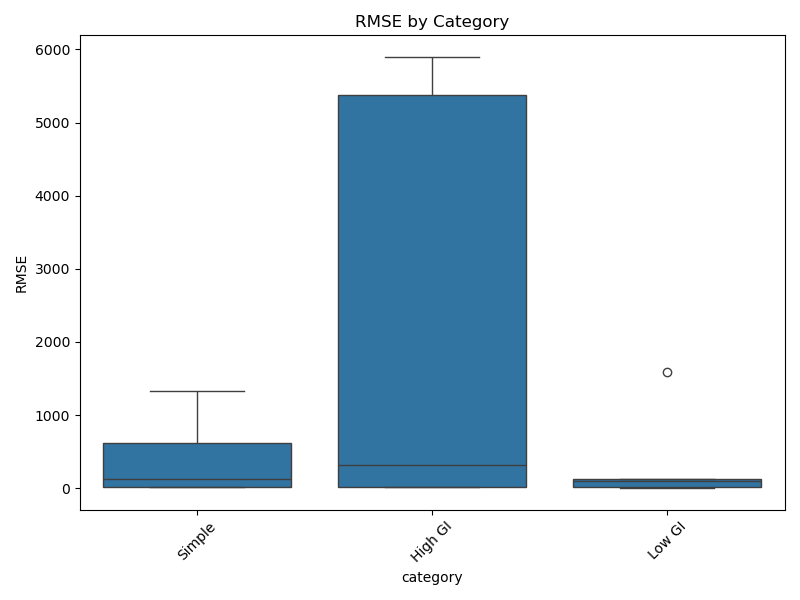 RMSE by Category
RMSE
6000
5000
4000
3000
2000
1000
0
Simple
High GI
Low GI
category